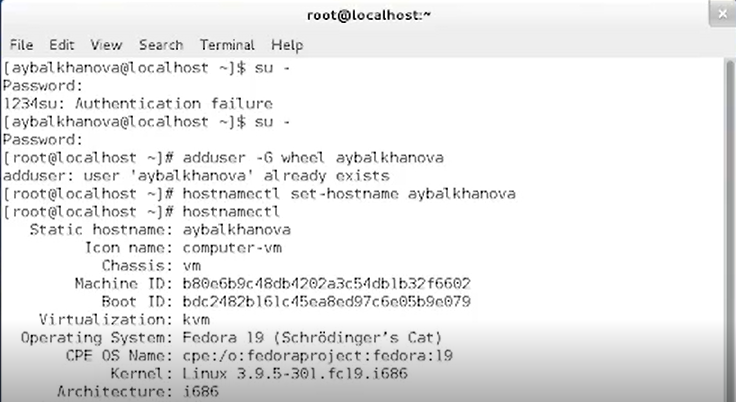 root@localhost:~
File Edit View Search Terminal Help
[aybalkhanova@localhost ~]$ su -
Password:
1234su: Authentication failure
[aybalkhanova@localhost ~]$ su -
Password:
[root@localhost ~]# adduser -G wheel aybalkhanova
adduser: user 'aybalkhanova' already exists
[root@localhost ~]# hostnamectl set-hostname aybalkhanova
[root@localhost ~]# hostnamectl
Static hostname: aybalkhanova
Icon name: computer-vm
Chassis: vm
Machine ID: b80e6b9c48db4202a3c54db1b32f6602
Boot ID: bdc2482b161c45ea8ed97c6e05b9e079
Virtualization: kvm
Operating System: Fedora 19 (Schrödinger's Cat)
CPE OS Name: cpe:/o:fedoraproject:fedora:19
Kernel: Linux 3.9.5-301.fc19.i686
Architecture: i686